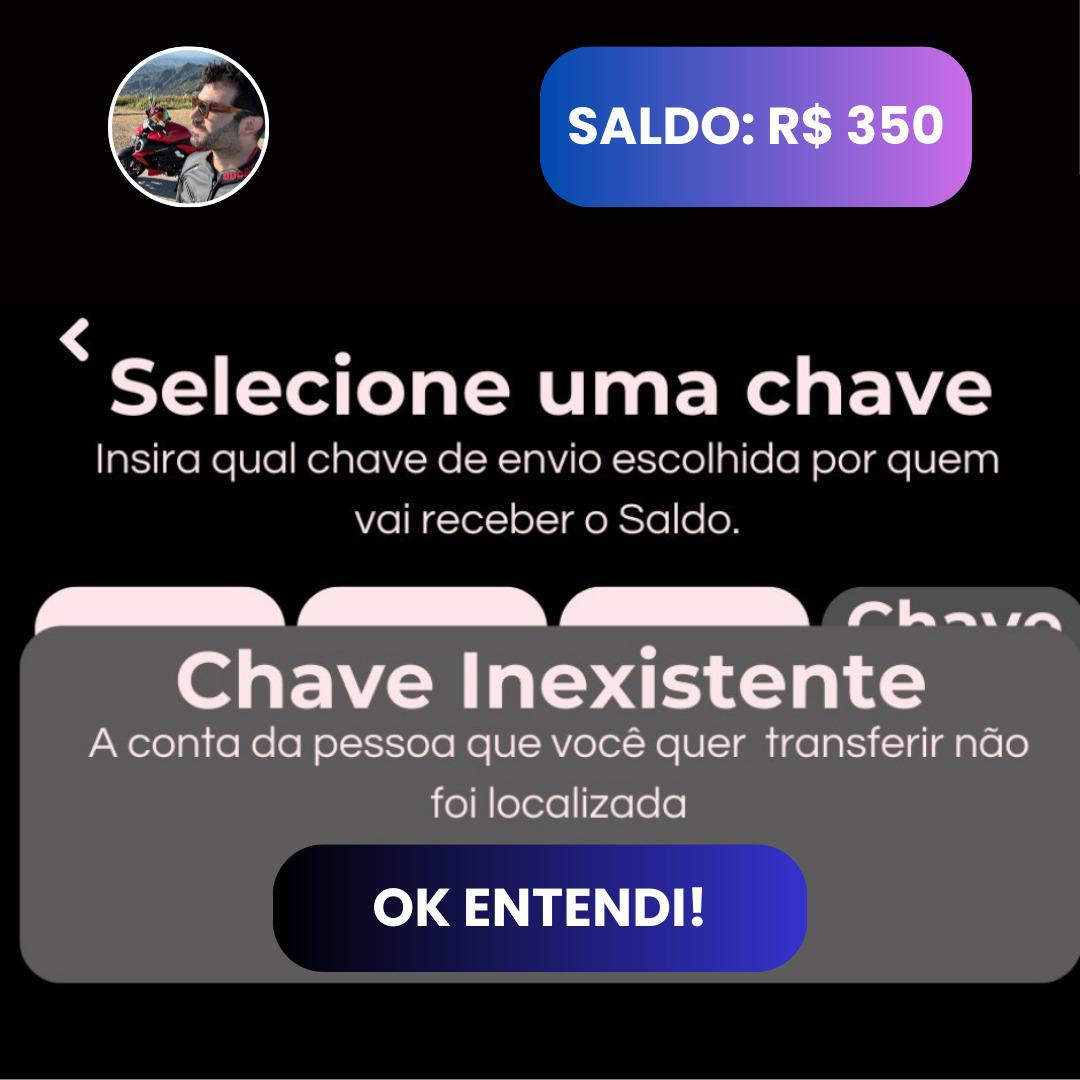 SALDO: R$ 350
Selecione uma chave
Insira qual chave de envio escolhida por quem
vai receber o Saldo.
Chave
Chave Inexistente
A conta da pessoa que você quer  transferir não
foi localizada
OK ENTENDI!